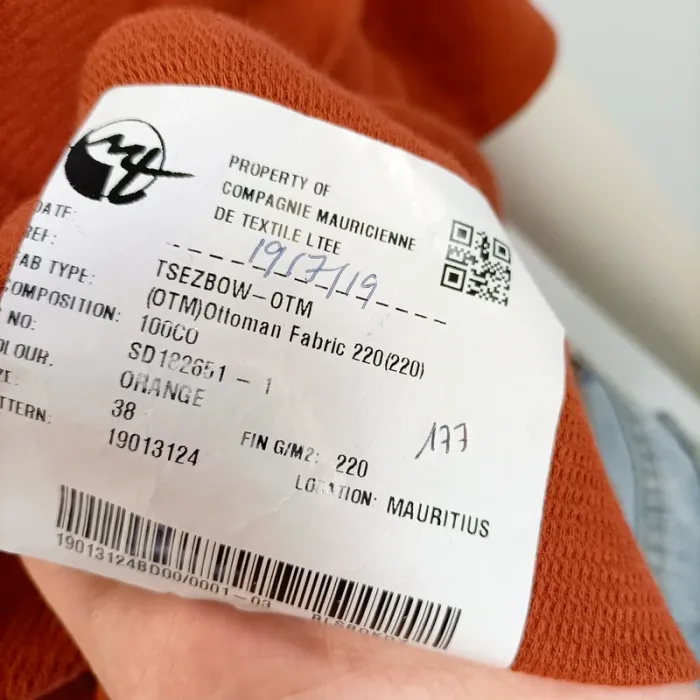 PROPERTY OF
COMPAGNIE MAURICIENNE
DE TEXTILE LTEE
DATE: 19/7/19
REF: TSEZBOW-OTM
FAB TYPE: (OTM)Ottoman Fabric 220(220)
COMPOSITION: 100CO
NO: SD182651 - 1
OLOUR. ORANGE
ZE: 38
TTERN: 19013124
FIN G/M2: 220
177
LOCATION: MAURITIUS
19013124BD00/0001-03